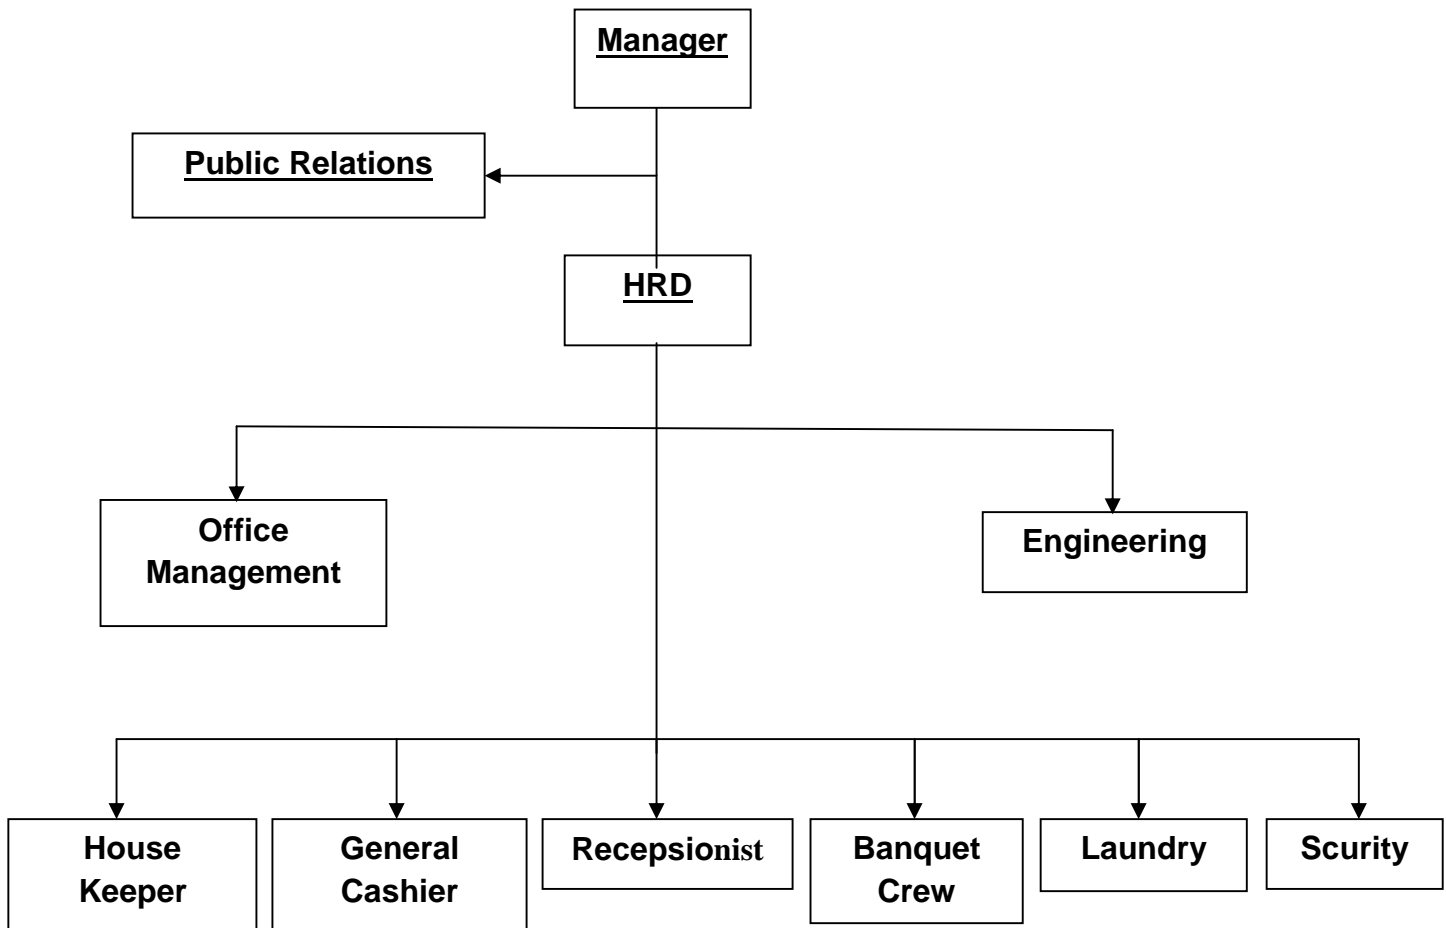 Manager
Public Relations
HRD
Office
Management
Engineering
House
Keeper
General
Cashier
Recepsionist
Banquet
Crew
Laundry
Scurity